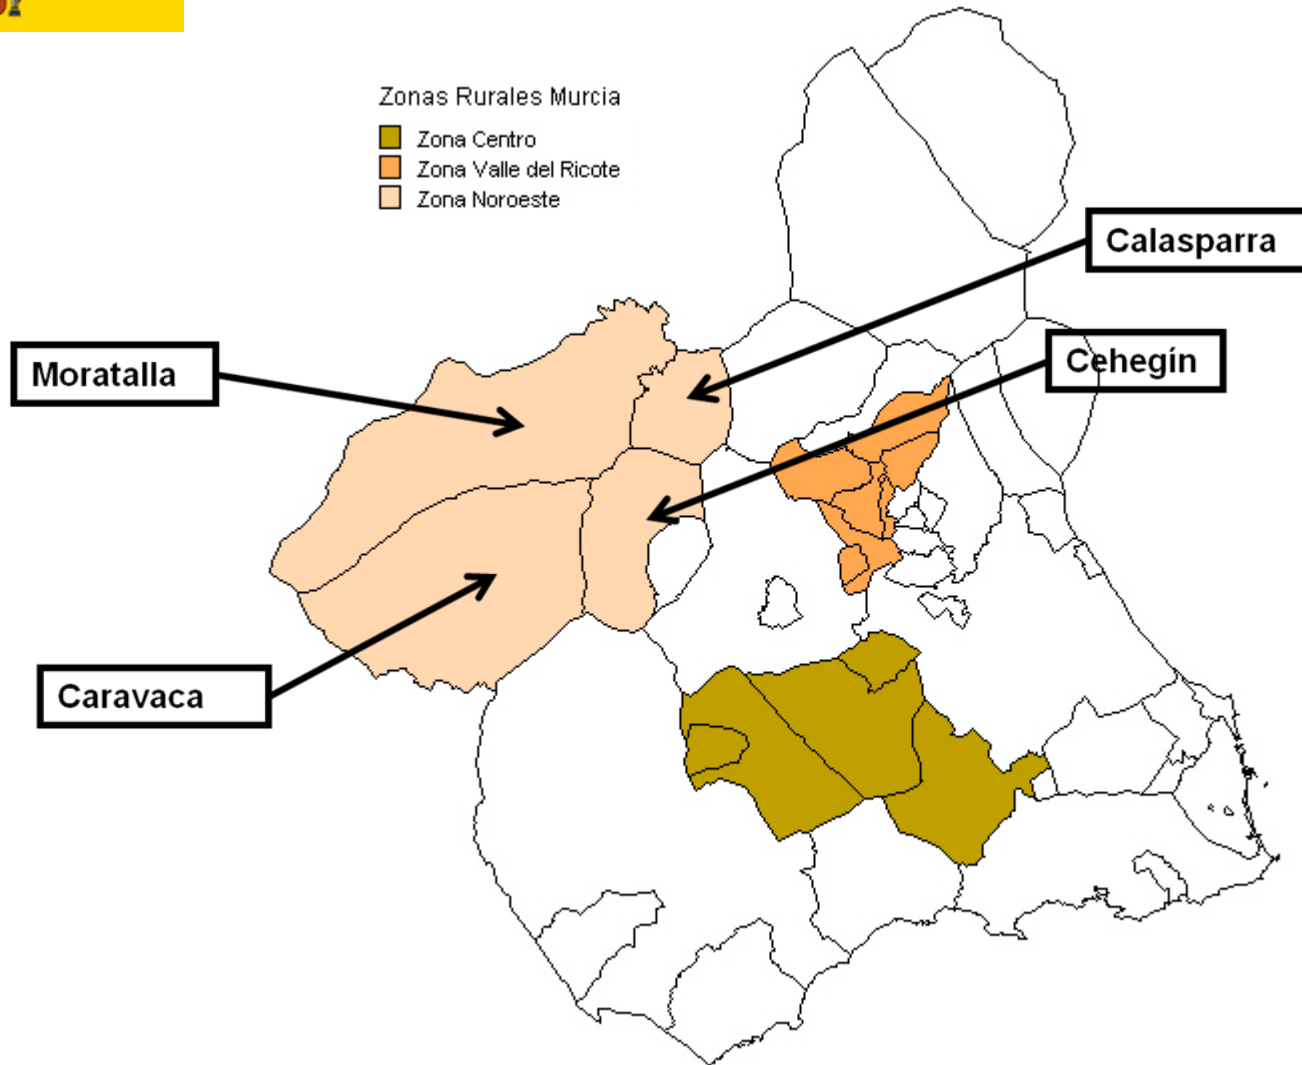 Zonas Rurales Murcia
Zona Centro
Zona Valle del Ricote
Zona Noroeste
Calasparra
Cehegín
Moratalla
Caravaca